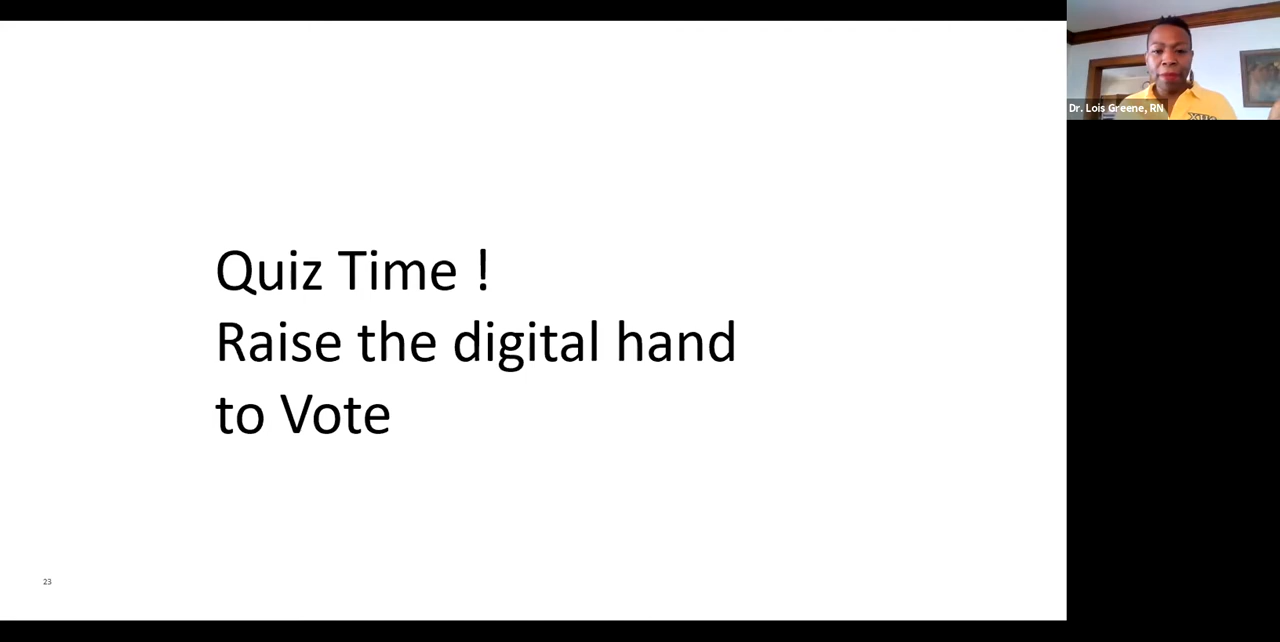 Quiz Time !
Raise the digital hand
to Vote
23
Dr. Lois Greene, RN